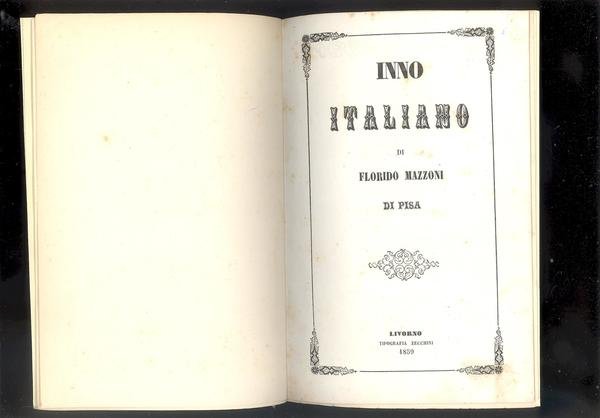 INNO
ITALIANO
DI
FLORIDO MAZZONI
DI PISA
LIVORNO
TIPOGRAFIA ZECCHINI
1859